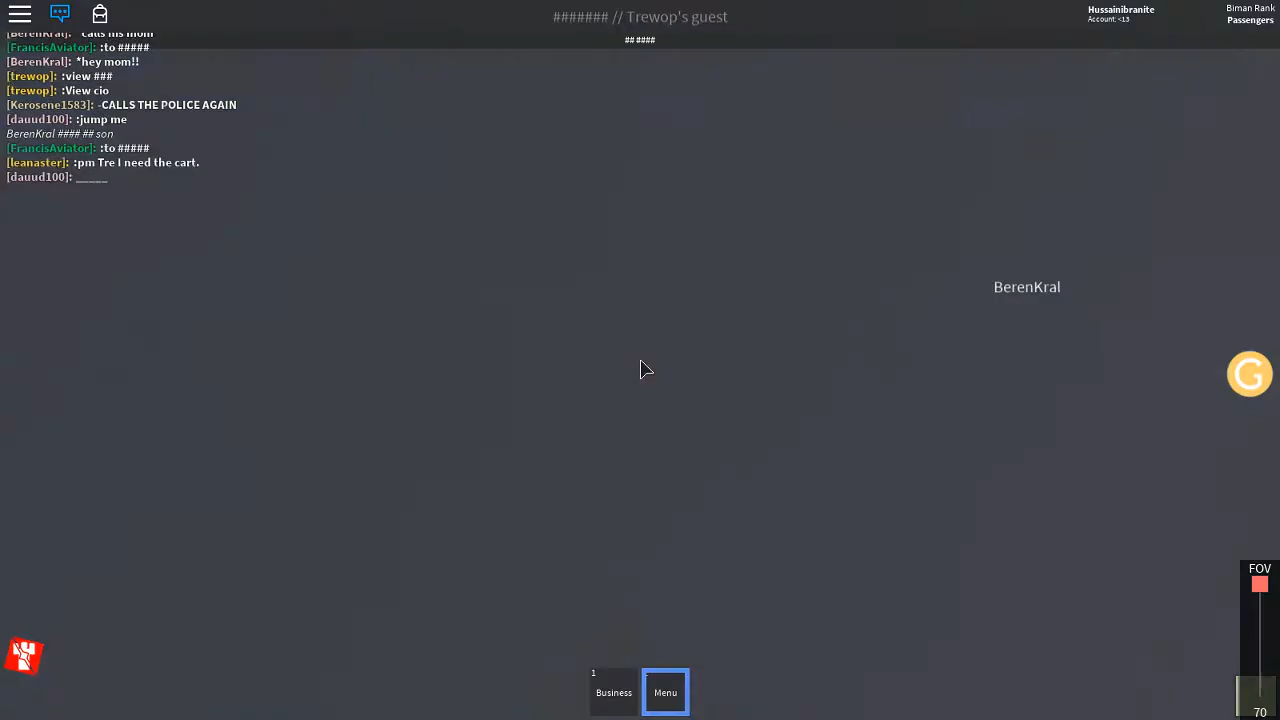 ####### // Trewop's guest
######
Hussainibranite
Account: <13
Biman Rank
Passengers
[BerenKral]: *calls his mom
[FrancisAviator]: :to #####
[BerenKral]: *hey mom!!
[trewop]: :view ###
[trewop]: :View cio
[Kerosene1583]: -CALLS THE POLICE AGAIN
[dauud100]: :jump me
BerenKral #### ## son
[FrancisAviator]: :to #####
[leanaster]: :pm Tre I need the cart.
[dauud100]: _____
BerenKral
G
FOV
70
1
Business
Menu